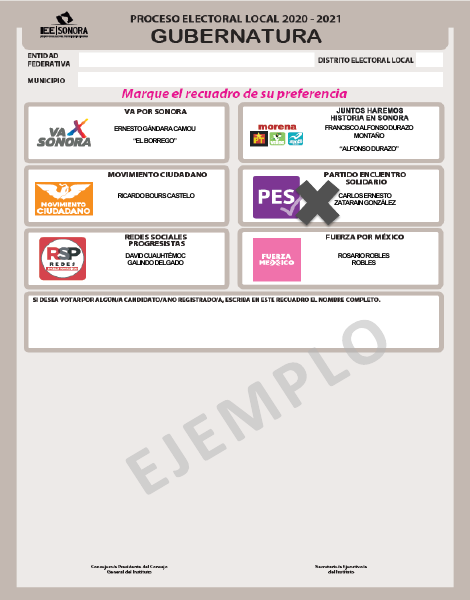 PROCESO ELECTORAL LOCAL 2020 - 2021
IEE|SONORA
GUBERNATURA
ENTIDAD
FEDERATIVA
DISTRITO ELECTORAL LOCAL
MUNICIPIO
Marque el recuadro de su preferencia
VA X SONORA
VA POR SONORA
ERNESTO GÁNDARA CAMOU
"EL BORREGO"
morena
JUNTOS HAREMOS
HISTORIA EN SONORA
FRANCISCO ALFONSO DURAZO
MONTAÑO
"ALFONSO DURAZO"
MOVIMIENTO
CIUDADANO
MOVIMIENTO CIUDADANO
RICARDO BOURS CASTELO
PES
PARTIDO ENCUENTRO
SOLIDARIO
CARLOS ERNESTO
ZATARAIN GONZÁLEZ
RSP
REDES
REDES SOCIALES
PROGRESISTAS
DAVID CUAUHTÉMOC
GALINDO DELGADO
FUERZA
MÉXICO
FUERZA POR MÉXICO
ROSARIO ROBLES
ROBLES
SI DESEA VOTAR POR ALGÚN/A CANDIDATO/A NO REGISTRADO/A, ESCRIBA EN ESTE RECUADRO EL NOMBRE COMPLETO.
EJEMPLO
Consejero/a Presidente del Consejo
General del Instituto
Secretario/a Ejecutivo/a
del Instituto